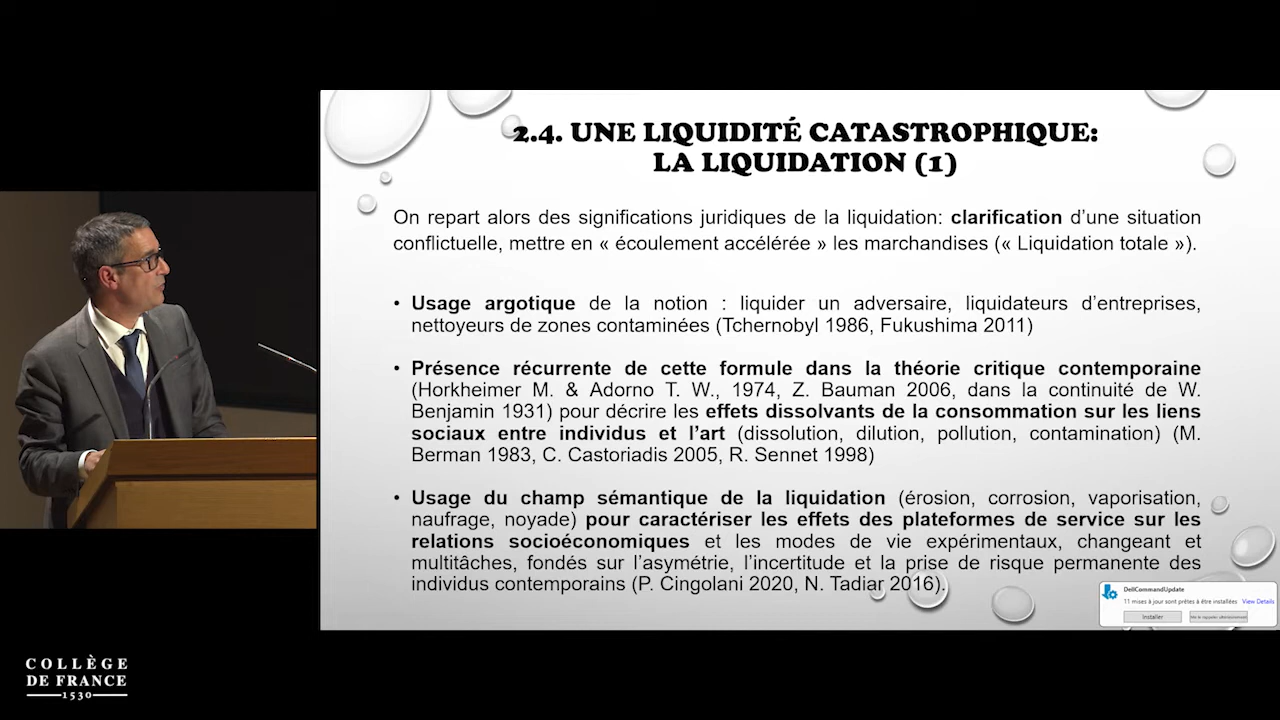 2.4. UNE LIQUIDITÉ CATASTROPHIQUE:
LA LIQUIDATION (1)
On repart alors des significations juridiques de la liquidation: clarification d’une situation
conflictuelle, mettre en « écoulement accélérée » les marchandises (« Liquidation totale »).
• Usage argotique de la notion : liquider un adversaire, liquidateurs d’entreprises,
nettoyeurs de zones contaminées (Tchernobyl 1986, Fukushima 2011)
• Présence récurrente de cette formule dans la théorie critique contemporaine
(Horkheimer M. & Adorno T. W., 1974, Z. Bauman 2006, dans la continuité de W.
Benjamin 1931) pour décrire les effets dissolvants de la consommation sur les liens
sociaux entre individus et l’art (dissolution, dilution, pollution, contamination) (M.
Berman 1983, C. Castoriadis 2005, R. Sennet 1998)
• Usage du champ sémantique de la liquidation (érosion, corrosion, vaporisation,
naufrage, noyade) pour caractériser les effets des plateformes de service sur les
relations socioéconomiques et les modes de vie expérimentaux, changeant et
multitâches, fondés sur l’asymétrie, l’incertitude et la prise de risque permanente des
individus contemporains (P. Cingolani 2020, N. Tadiar 2016).
DellCommandUpdate
11 mises à jour sont prêtes à être installées View Details
Installer Me le rappeler ultérieurement
COLLÈGE
DE FRANCE
1530